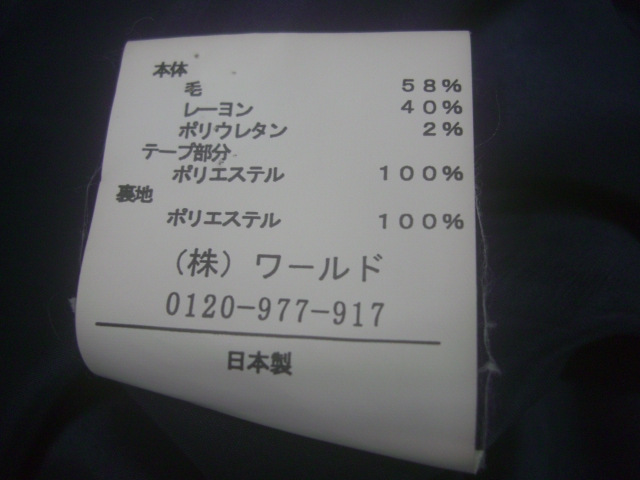 本体
毛 58%
レーヨン 40%
ポリウレタン 2%
テープ部分
ポリエステル 100%
裏地
ポリエステル 100%
(株) ワールド
0120-977-917
日本製